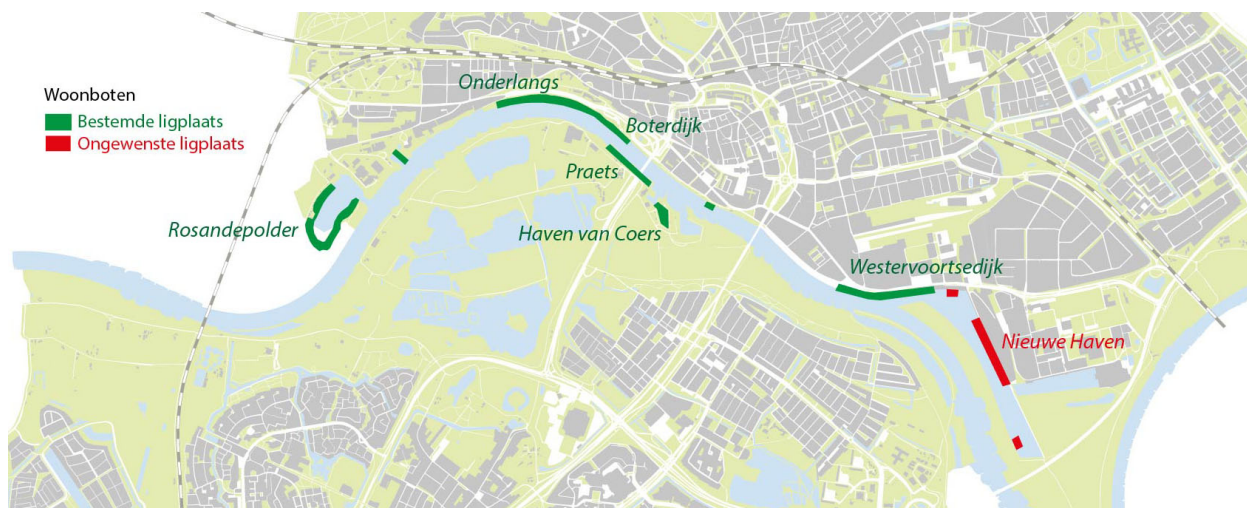 Woonboten
Bestemde ligplaats
Ongewenste ligplaats
Onderlangs
Boterdijk
Praets
Rosandepolder
Haven van Coers
Westervoortsedijk
Nieuwe Haven